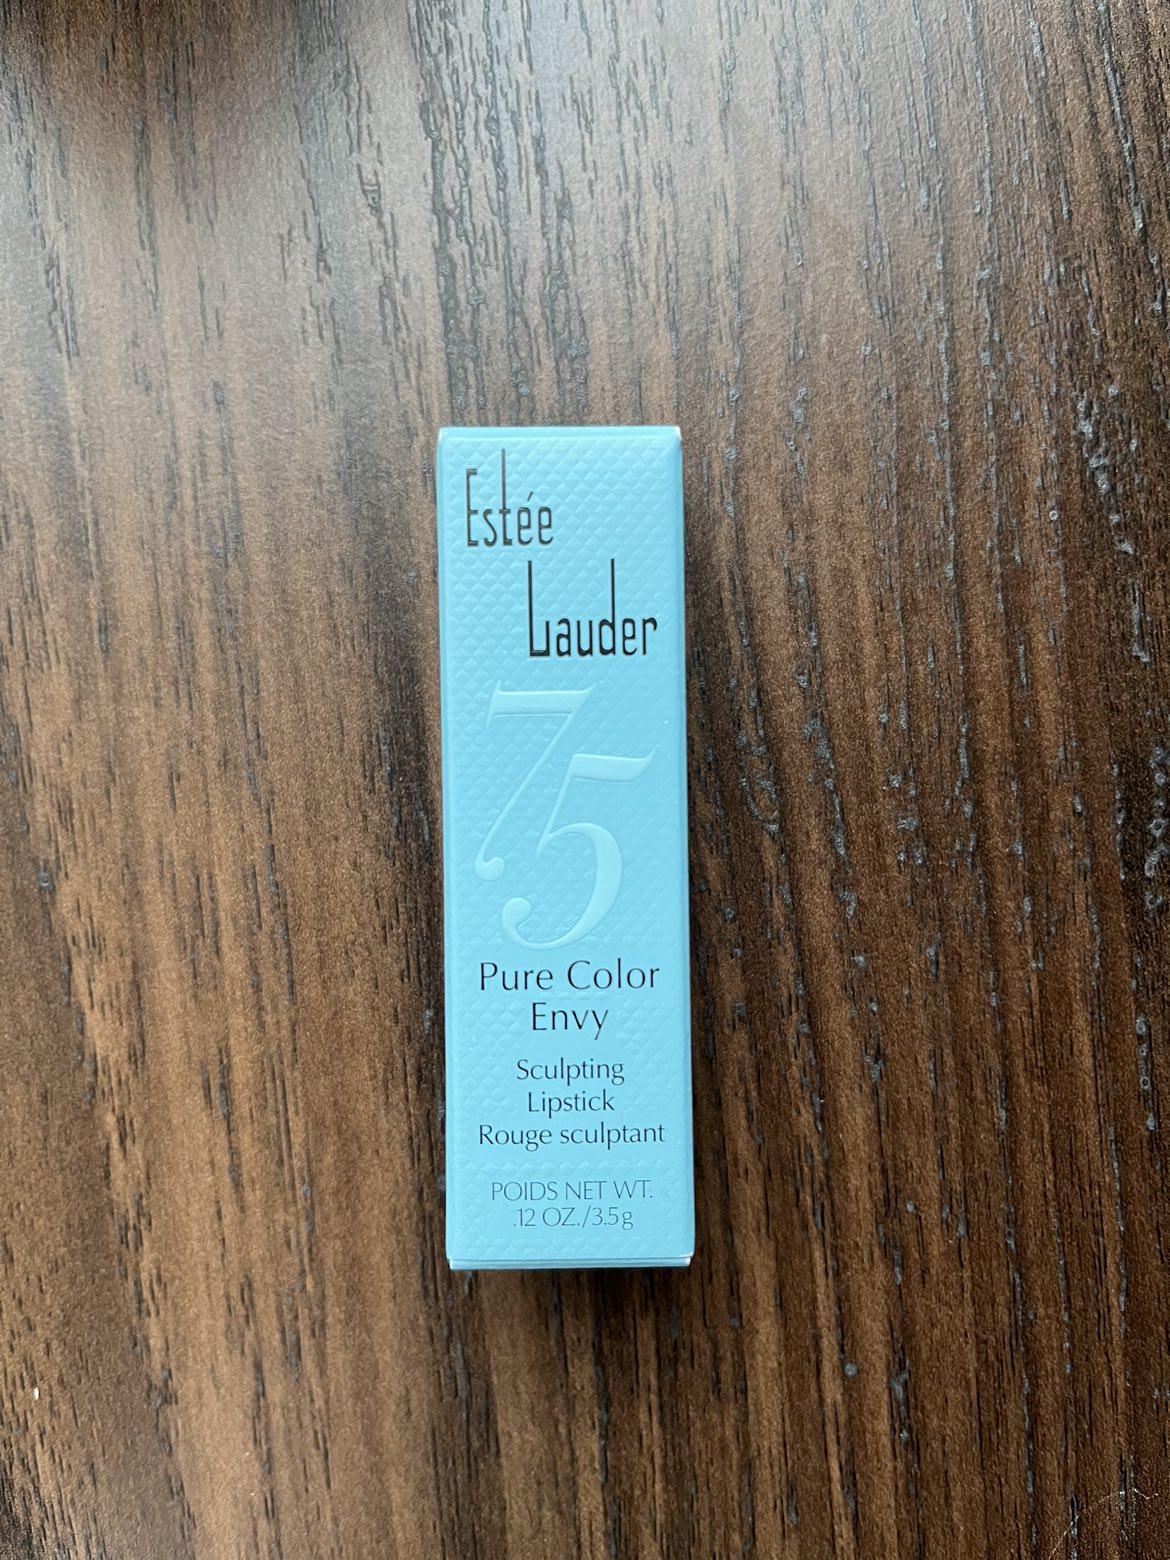 Estée
Lauder
75
Pure Color
Envy
Sculpting
Lipstick
Rouge sculptant
POIDS NET WT.
.12 OZ./3.5g